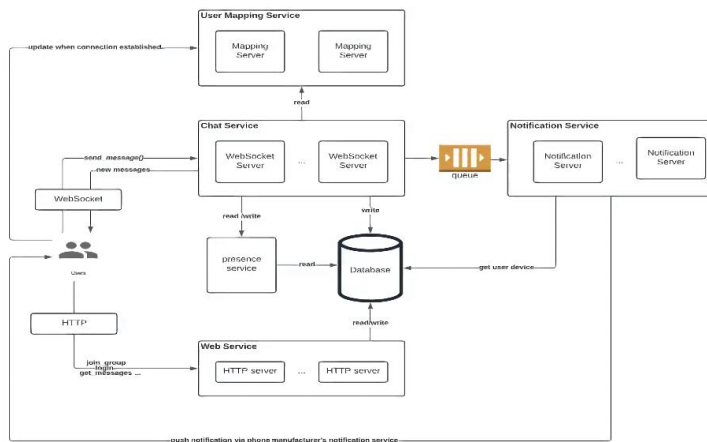 User Mapping Service
Mapping
Server
Mapping
Server
update when connection established
read
Chat Service
WebSocket
Server
...
WebSocket
Server
queue
Notification Service
Notification
Server
...
Notification
Server
send_message()
new messages
WebSocket
Users
read /write
write
presence
service
read
Database
get user device
HTTP
read/write
Web Service
HTTP server
...
HTTP server
join_group
login
get_messages ...
push notification via phone manufacturer's notification service